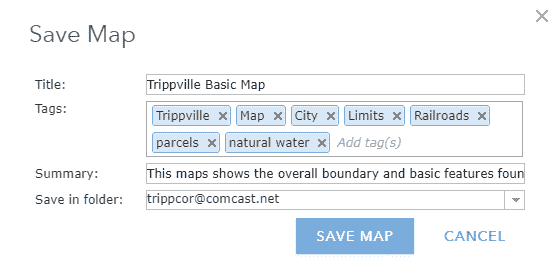 Save Map
Title: Trippville Basic Map
Tags: Trippville Map City Limits Railroads
parcels natural water Add tag(s)
Summary: This maps shows the overall boundary and basic features foun
Save in folder: trippcor@comcast.net
SAVE MAP CANCEL